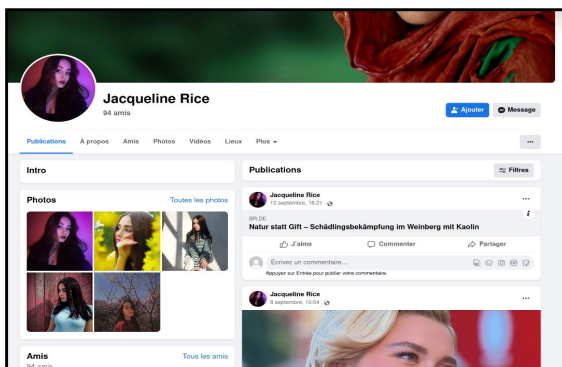 Jacqueline Rice
94 amis
Ajouter
Message
Publications À propos Amis Photos Vidéos Lieux Plus
Intro
Photos
Toutes les photos
Amis
Tous les amis
94 amis
Publications
Filtres
Jacqueline Rice
12 septembre, 16:21 ·
BR.DE
Natur statt Gift – Schädlingsbekämpfung im Weinberg mit Kaolin
J'aime Commenter Partager
Écrivez un commentaire…
Appuyez sur Entrée pour publier votre commentaire.
Jacqueline Rice
8 septembre, 10:04 ·